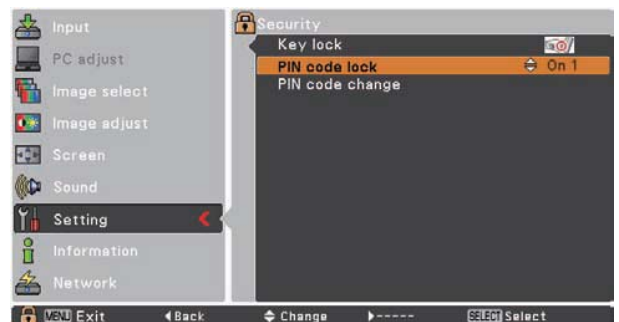 Input
PC adjust
Image select
Image adjust
Screen
Sound
Setting
Information
Network
Security
Key lock
PIN code lock On 1
PIN code change
MENU Exit Back Change ----- SELECT Select